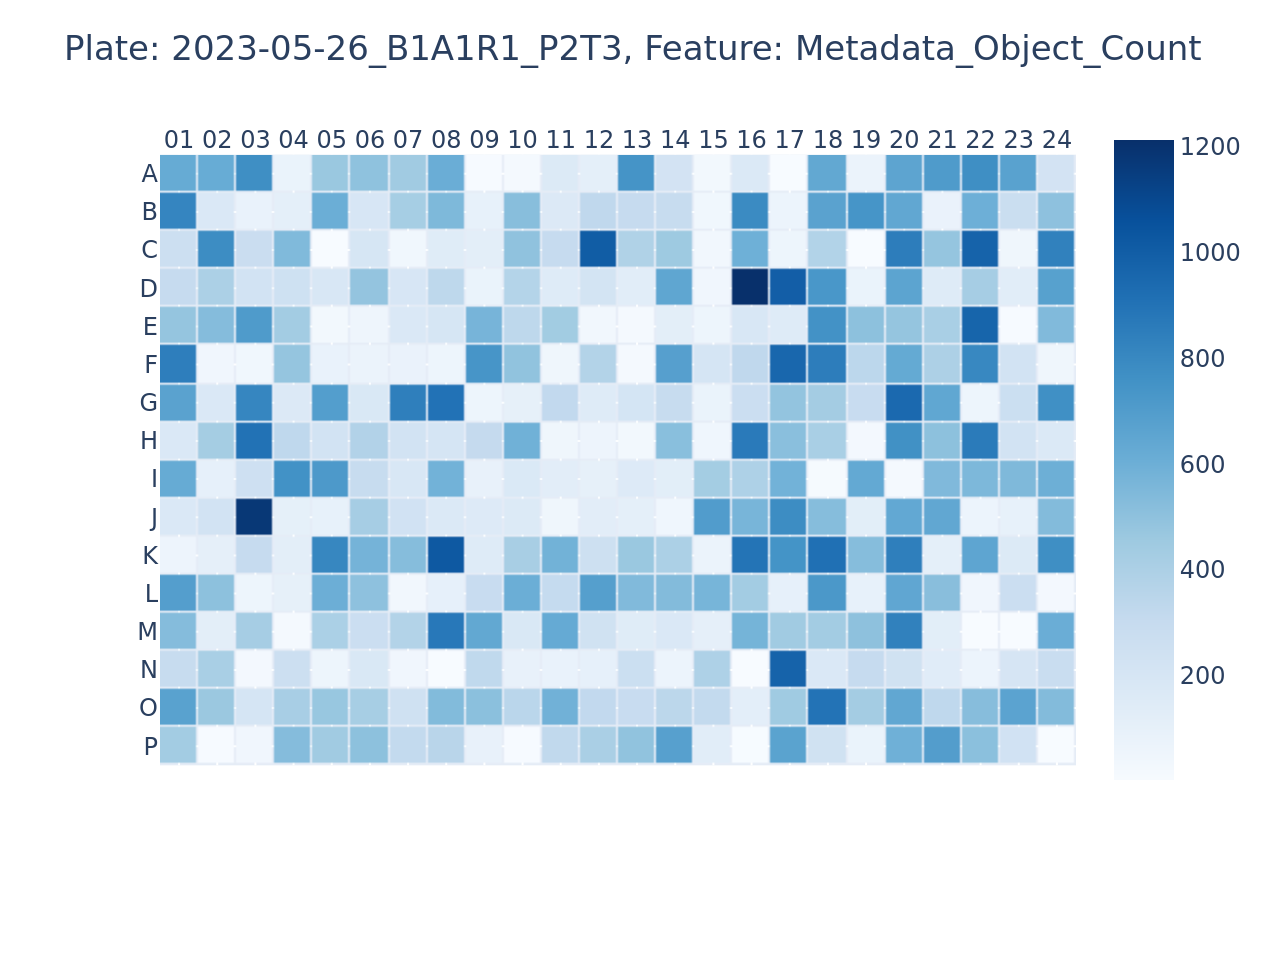 Plate: 2023-05-26_B1A1R1_P2T3, Feature: Metadata_Object_Count
01 02 03 04 05 06 07 08 09 10 11 12 13 14 15 16 17 18 19 20 21 22 23 24
A
B
C
D
E
F
G
H
I
J
K
L
M
N
O
P
1200
1000
800
600
400
200